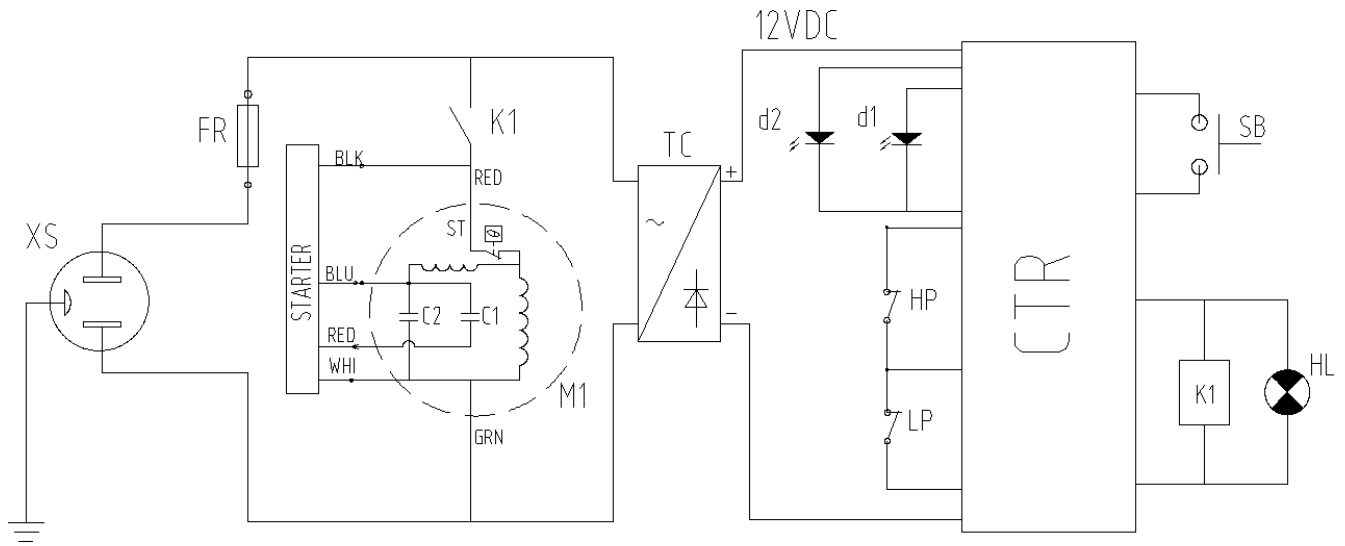 12VDC
FR
K1
d2
d1
SB
BLK
TC
RED
+
XS
ST
θ
~
STARTER
BLU
C2
C1
HP
CTR
RED
WHI
−
M1
K1
HL
GRN
LP